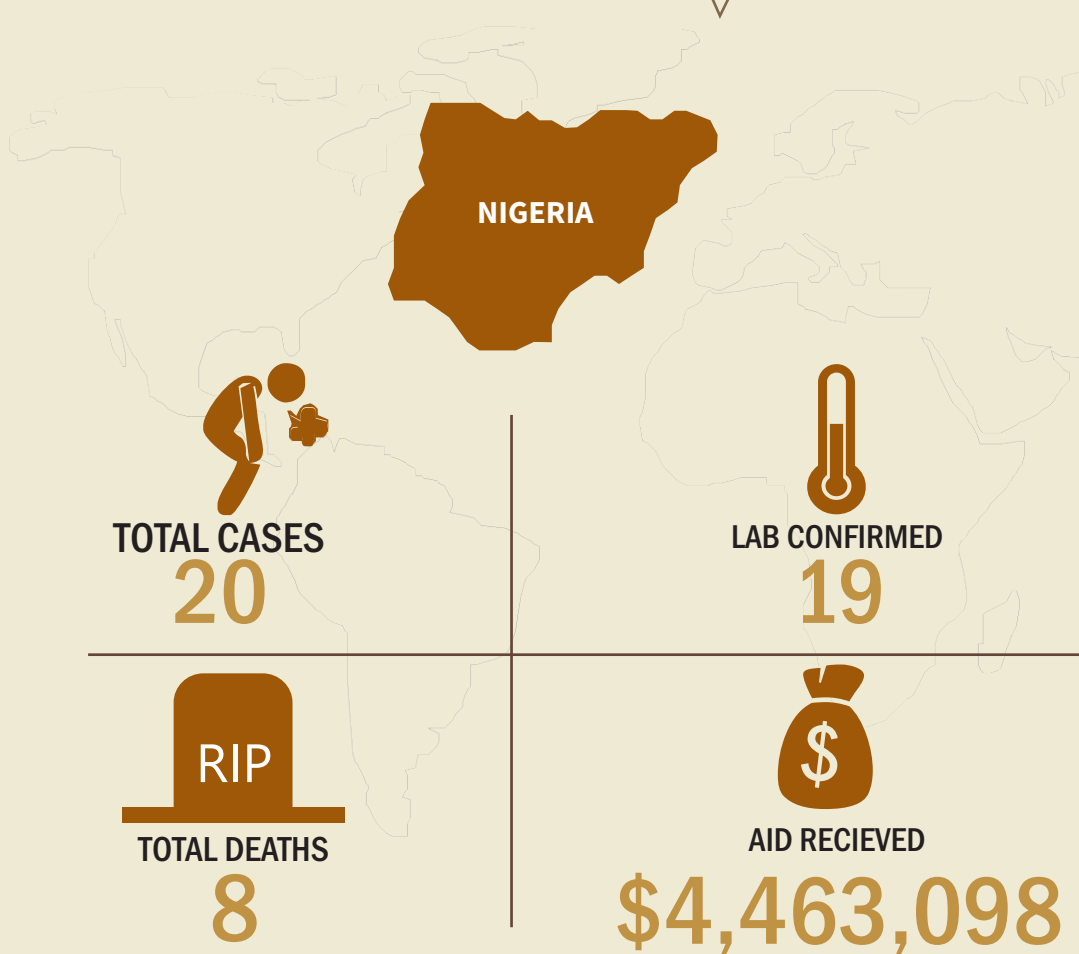 NIGERIA
TOTAL CASES
20
LAB CONFIRMED
19
RIP
TOTAL DEATHS
8
$
AID RECIEVED
$4,463,098